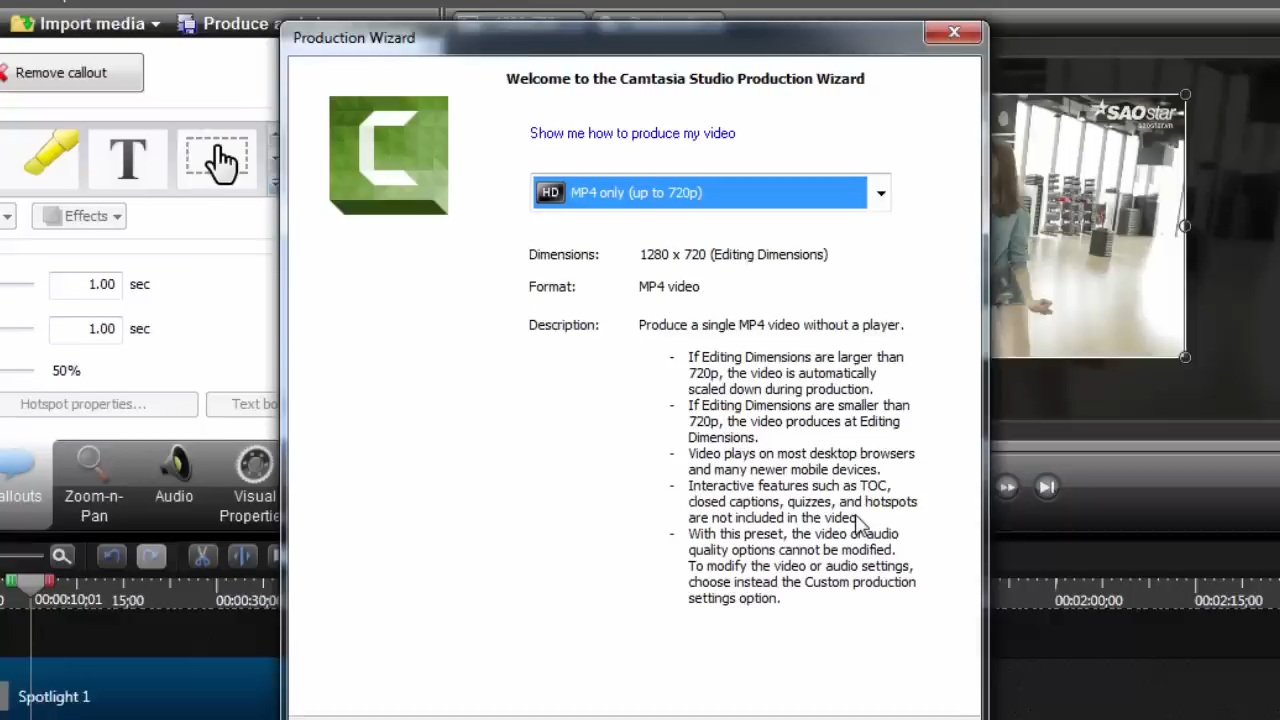 Import media
Produce a
Production Wizard
Remove callout
Welcome to the Camtasia Studio Production Wizard
Show me how to produce my video
SAOstar
saostar.vn
T
HD MP4 only (up to 720p)
Effects
Dimensions: 1280 x 720 (Editing Dimensions)
1.00 sec
Format: MP4 video
1.00 sec
Description: Produce a single MP4 video without a player.
- If Editing Dimensions are larger than
720p, the video is automatically
scaled down during production.
50%
- If Editing Dimensions are smaller than
720p, the video produces at Editing
Dimensions.
Hotspot properties...
Text bo
- Video plays on most desktop browsers
and many newer mobile devices.
- Interactive features such as TOC,
closed captions, quizzes, and hotspots
are not included in the video.
- With this preset, the video or audio
quality options cannot be modified.
To modify the video or audio settings,
choose instead the Custom production
settings option.
allouts
Zoom-n-
Pan
Audio
Visual
Propertie
00:00:10;01
15;00
00:00:30;0
00:02:00;00
00:02:15;00
Spotlight 1